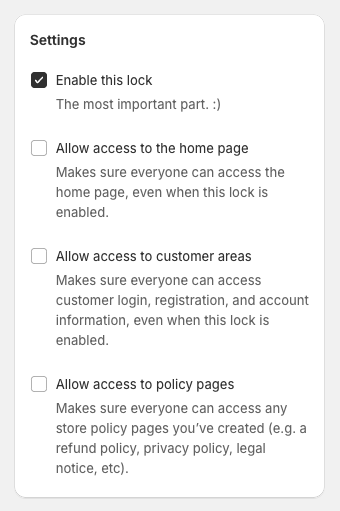 Settings
Enable this lock
The most important part. :)
Allow access to the home page
Makes sure everyone can access the
home page, even when this lock is
enabled.
Allow access to customer areas
Makes sure everyone can access
customer login, registration, and account
information, even when this lock is
enabled.
Allow access to policy pages
Makes sure everyone can access any
store policy pages you’ve created (e.g. a
refund policy, privacy policy, legal
notice, etc).